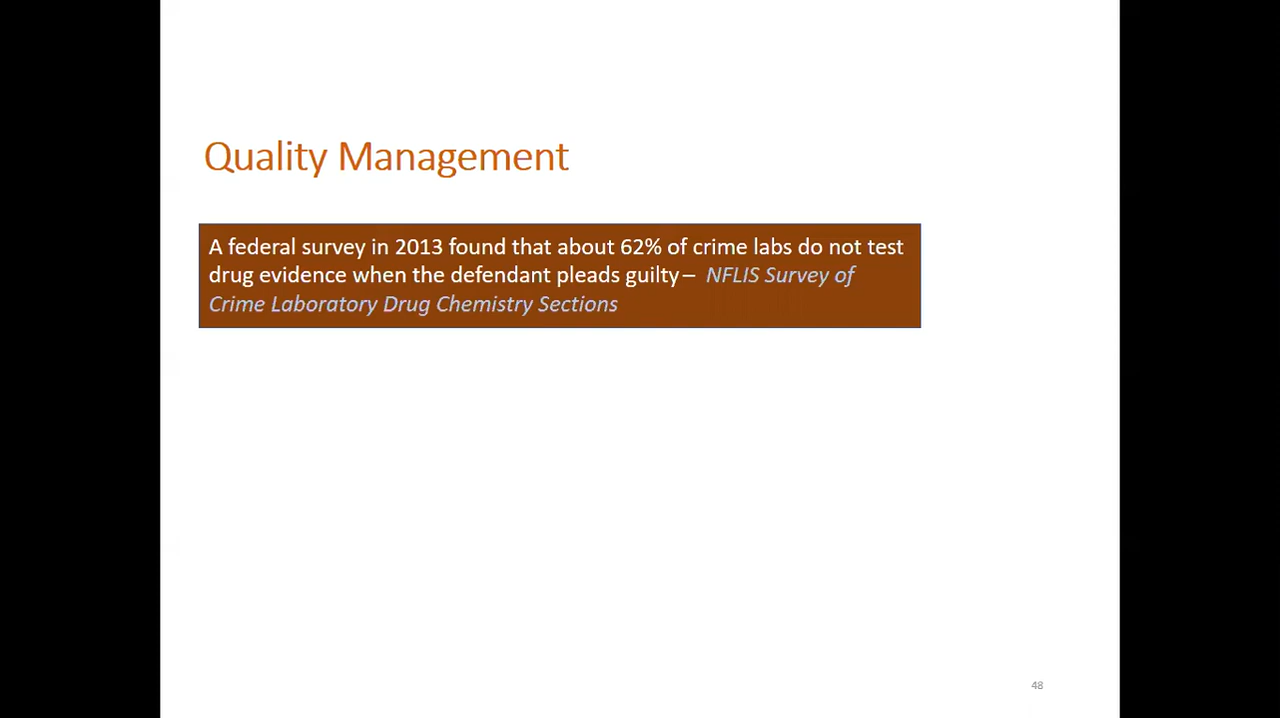 Quality Management
A federal survey in 2013 found that about 62% of crime labs do not test
drug evidence when the defendant pleads guilty – NFLIS Survey of
Crime Laboratory Drug Chemistry Sections
48